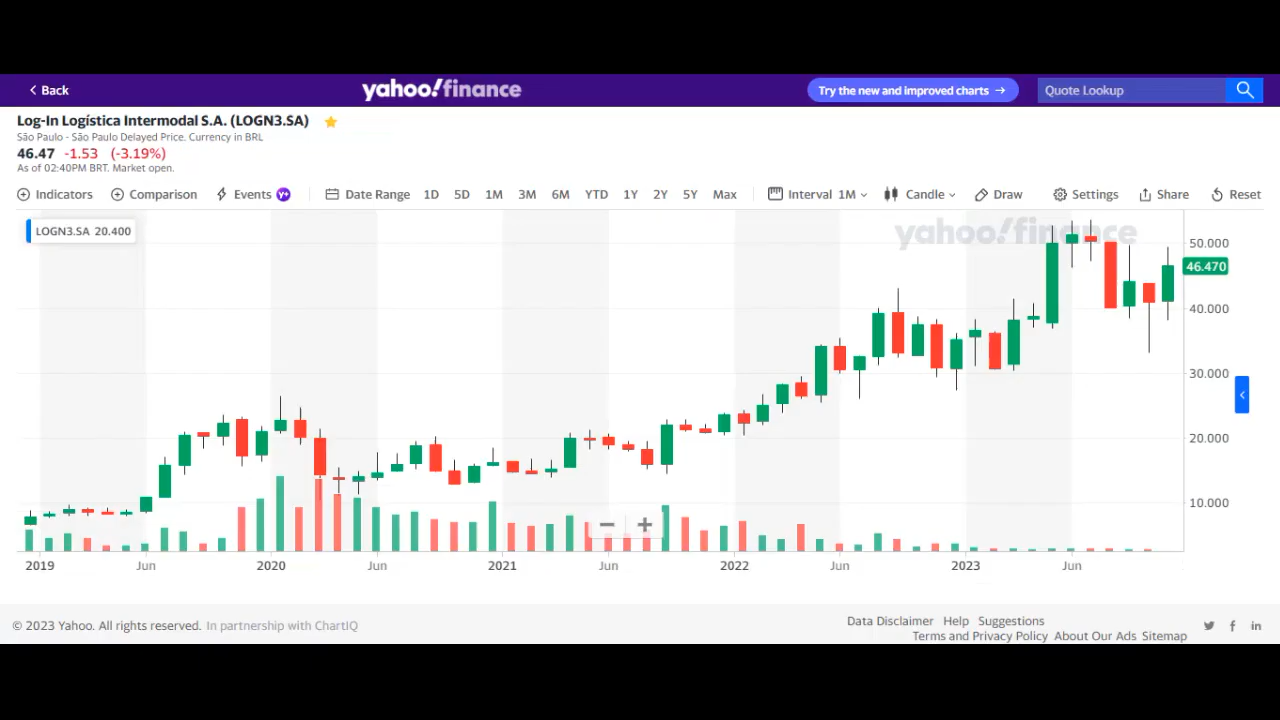 Back
yahoo!finance
Try the new and improved charts →
Quote Lookup
Log-In Logística Intermodal S.A. (LOGN3.SA)
São Paulo - São Paulo Delayed Price. Currency in BRL
46.47 -1.53 (-3.19%)
As of 02:40PM BRT. Market open.
Indicators Comparison Events Y+ Date Range 1D 5D 1M 3M 6M YTD 1Y 2Y 5Y Max Interval 1M Candle Draw Settings Share Reset
LOGN3.SA 20.400
yahoo!finance
50.000
46.470
40.000
30.000
20.000
10.000
2019 Jun 2020 Jun 2021 Jun 2022 Jun 2023 Jun
© 2023 Yahoo. All rights reserved. In partnership with ChartIQ
Data Disclaimer Help Suggestions
Terms and Privacy Policy About Our Ads Sitemap